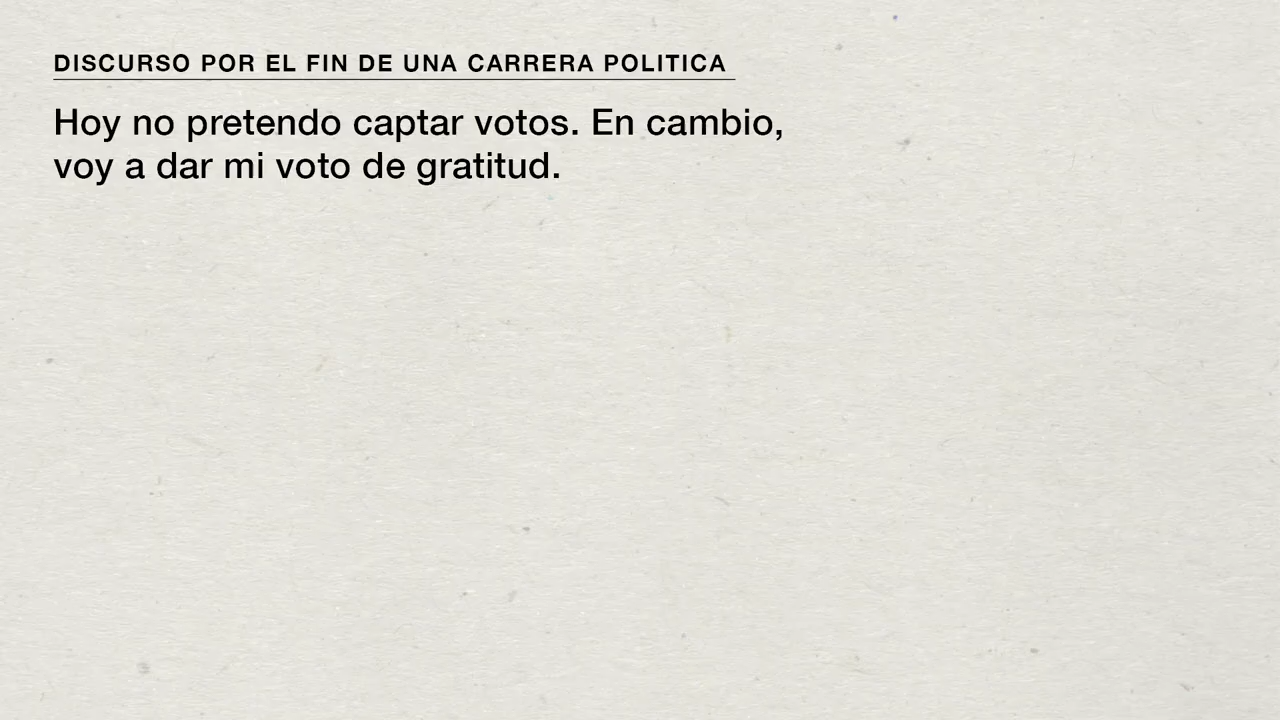 DISCURSO POR EL FIN DE UNA CARRERA POLITICA
Hoy no pretendo captar votos. En cambio,
voy a dar mi voto de gratitud.